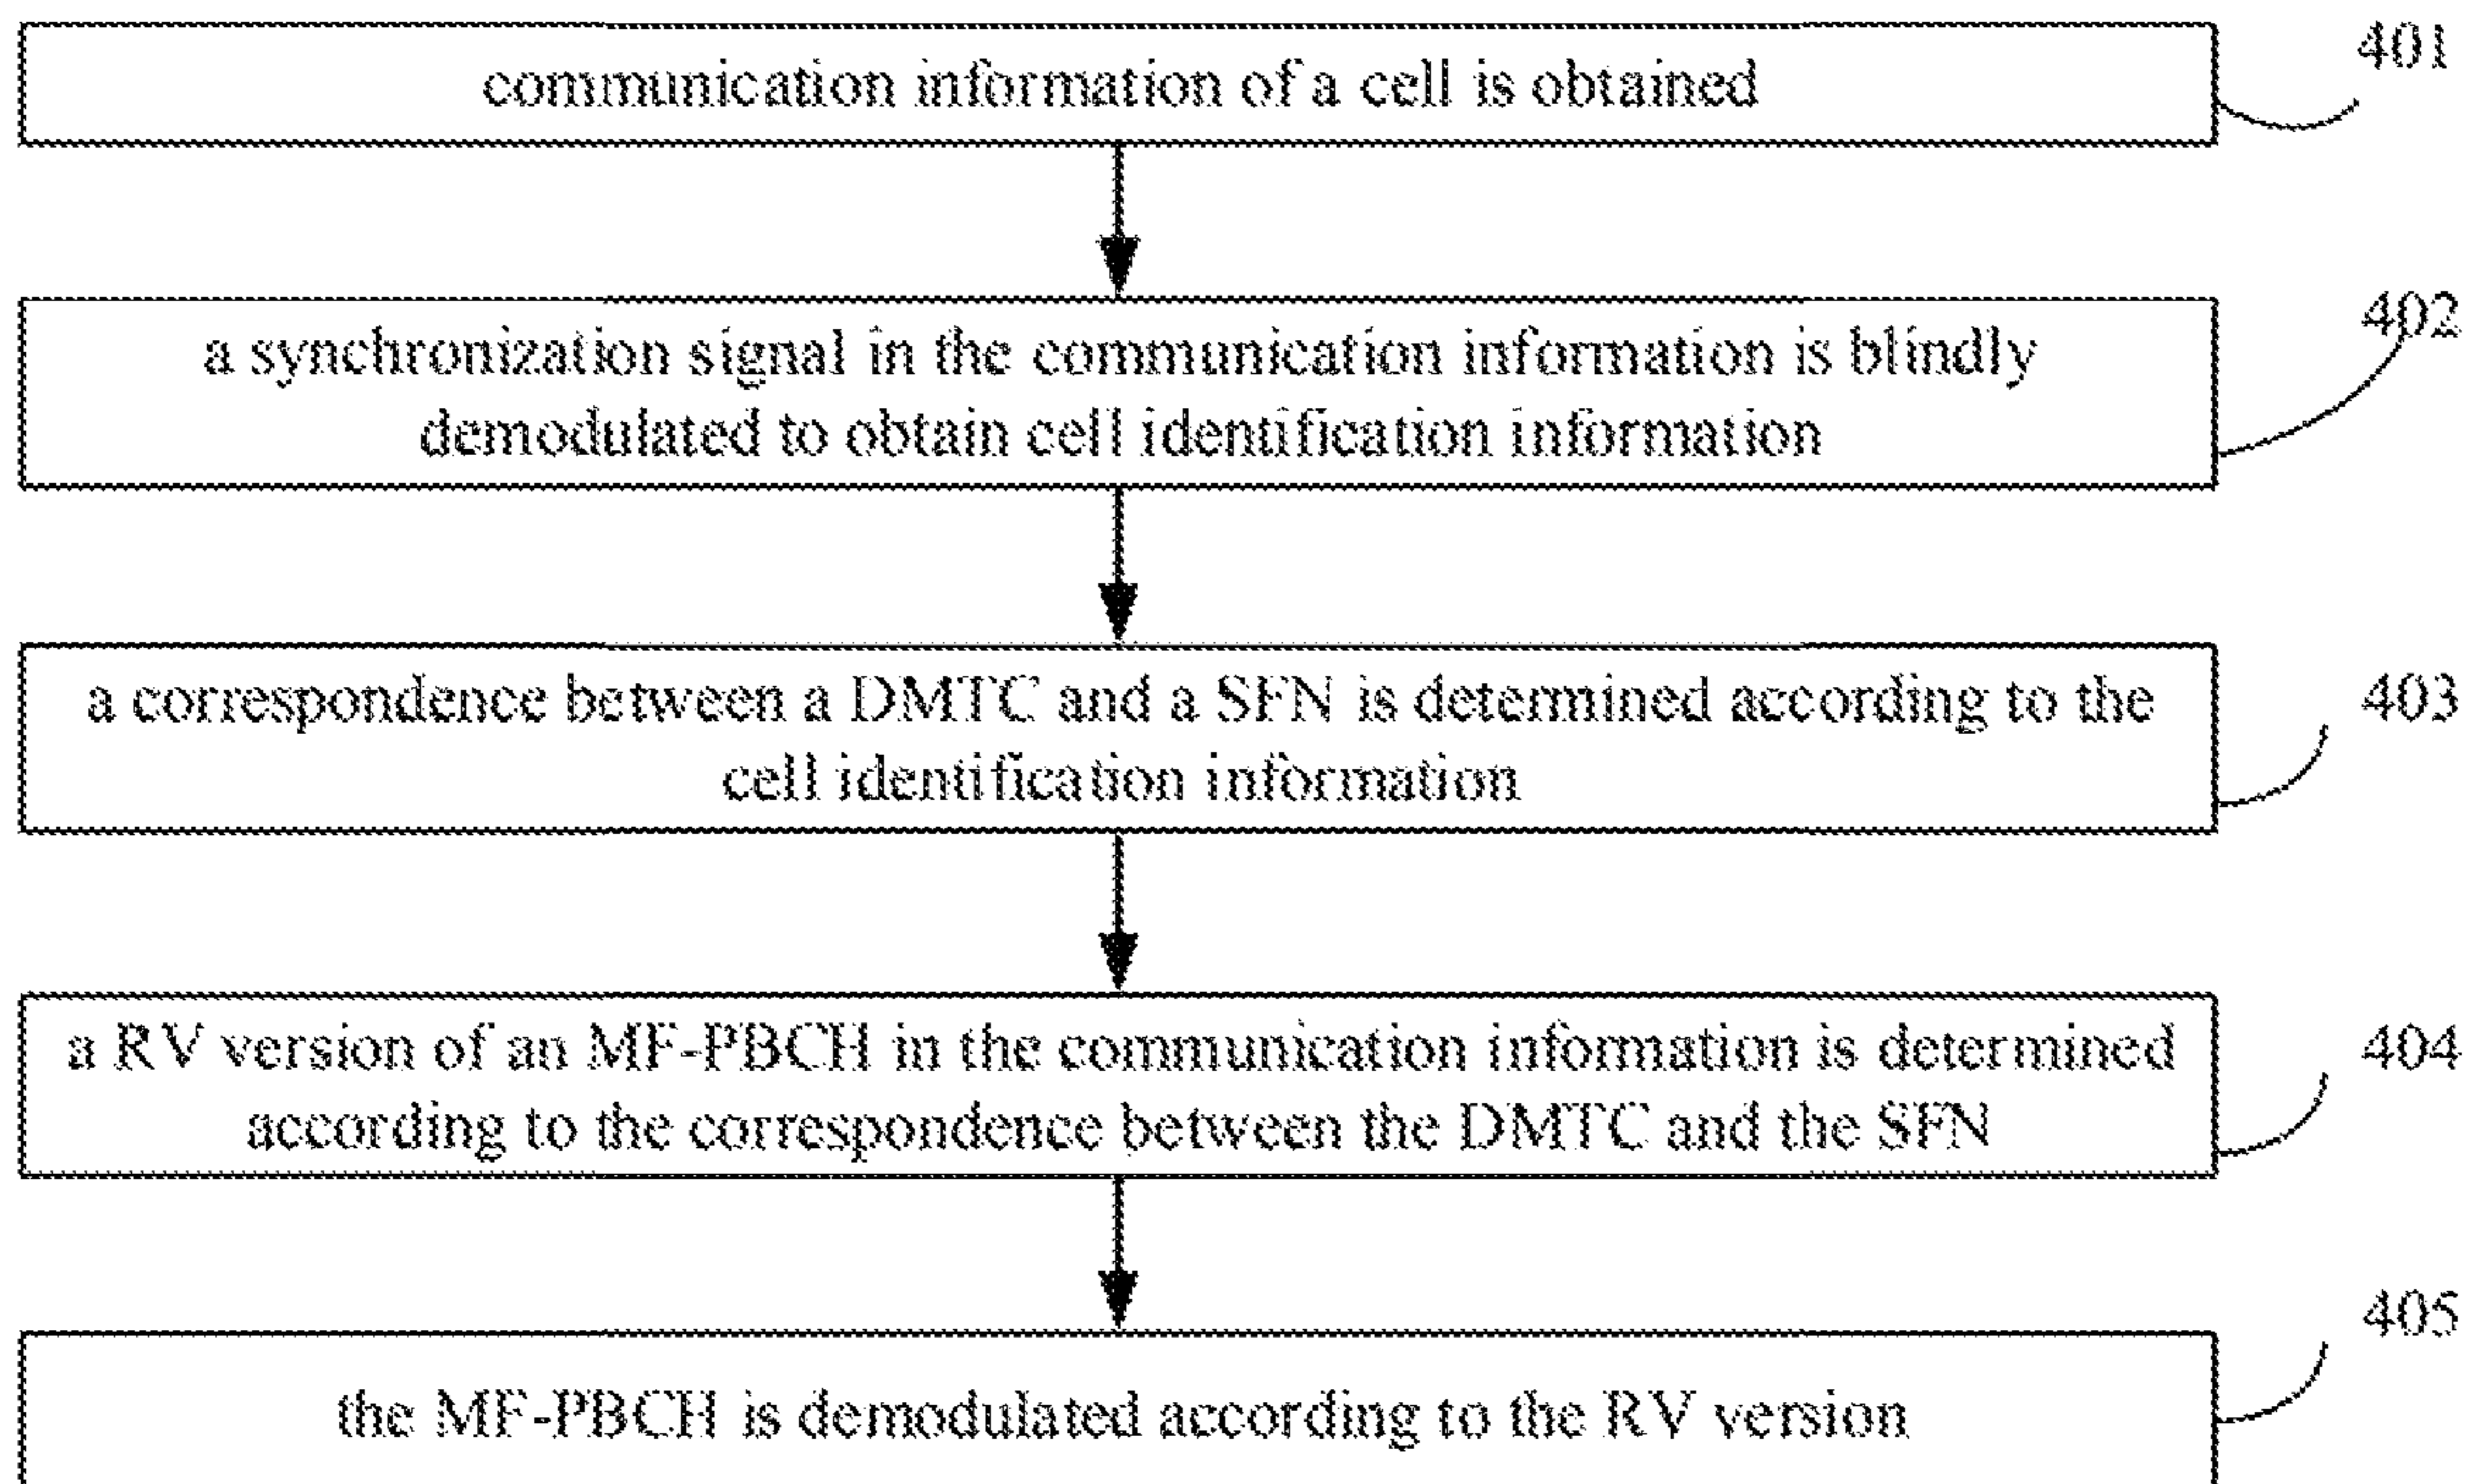 communication information of a cell is obtained
401
a synchronization signal in the communication information is blindly
demodulated to obtain cell identification information
402
a correspondence between a DMTC and a SFN is determined according to the
cell identification information
403
a RV version of an MF-PBCH in the communication information is determined
according to the correspondence between the DMTC and the SFN
404
the MF-PBCH is demodulated according to the RV version
405